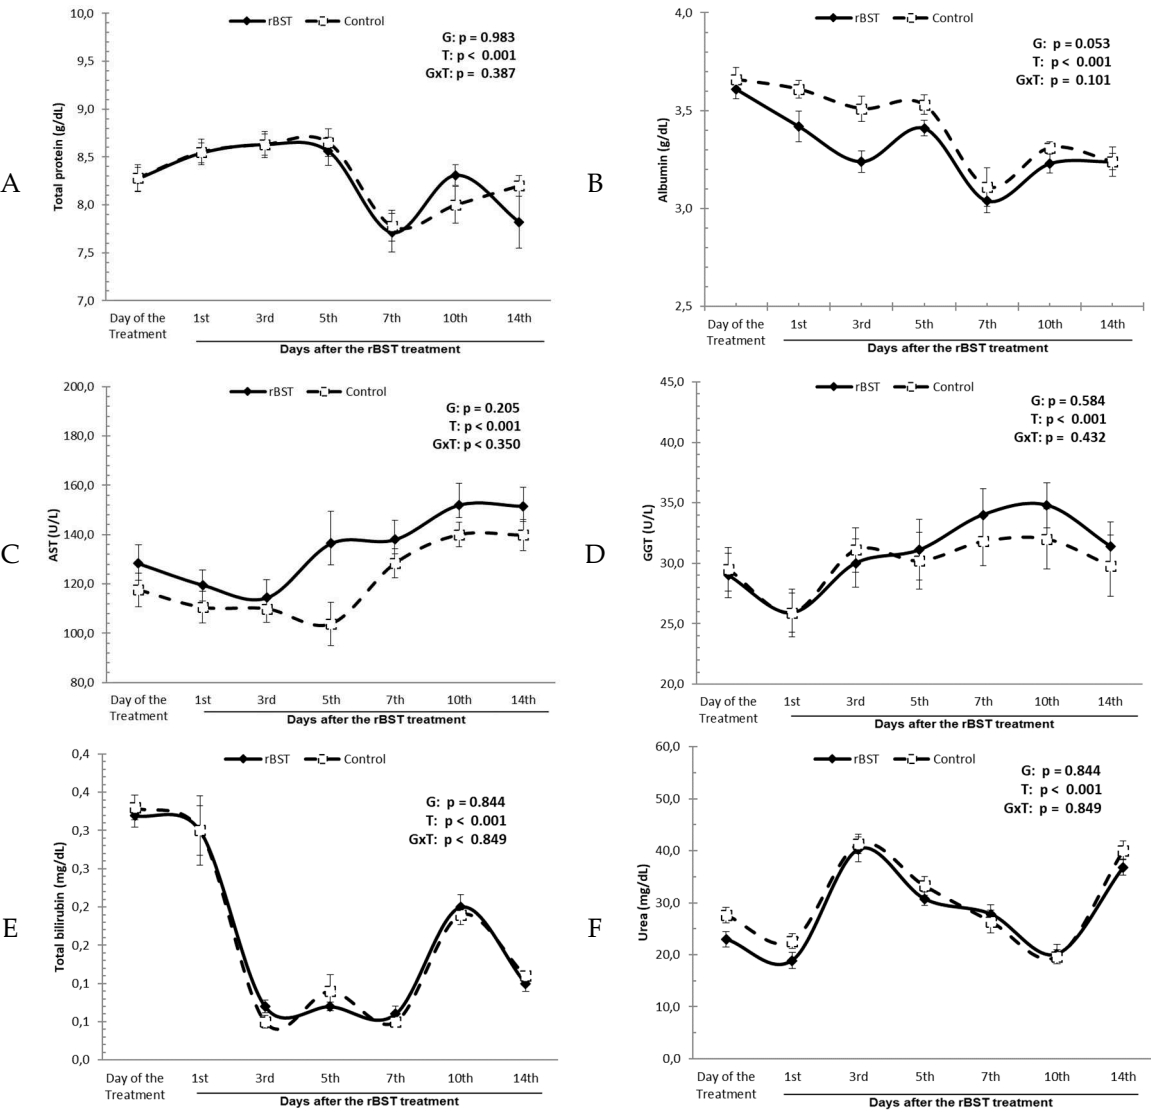 A
10,0
9,5
9,0
8,5
8,0
7,5
7,0
Total protein (g/dL)
rBST Control
G: p = 0.983
T: p < 0.001
GxT: p = 0.387
Day of the Treatment 1st 3rd 5th 7th 10th 14th
Days after the rBST treatment
B
4,0
3,5
3,0
2,5
Albumin (g/dL)
rBST Control
G: p = 0.053
T: p < 0.001
GxT: p = 0.101
Day of the Treatment 1st 3rd 5th 7th 10th 14th
Days after the rBST treatment
C
200,0
180,0
160,0
140,0
120,0
100,0
80,0
AST (U/L)
rBST Control
G: p = 0.205
T: p < 0.001
GxT: p < 0.350
Day of the Treatment 1st 3rd 5th 7th 10th 14th
Days after the rBST treatment
D
45,0
40,0
35,0
30,0
25,0
20,0
GGT (U/L)
rBST Control
G: p = 0.584
T: p < 0.001
GxT: p = 0.432
Day of the Treatment 1st 3rd 5th 7th 10th 14th
Days after the rBST treatment
E
0,4
0,4
0,3
0,3
0,2
0,2
0,1
0,1
0,0
Total bilirubin (mg/dL)
rBST Control
G: p = 0.844
T: p < 0.001
GxT: p < 0.849
Day of the Treatment 1st 3rd 5th 7th 10th 14th
Days after the rBST treatment
F
60,0
50,0
40,0
30,0
20,0
10,0
0,0
Urea (mg/dL)
rBST Control
G: p = 0.844
T: p < 0.001
GxT: p = 0.849
Day of the Treatment 1st 3rd 5th 7th 10th 14th
Days after the rBST treatment